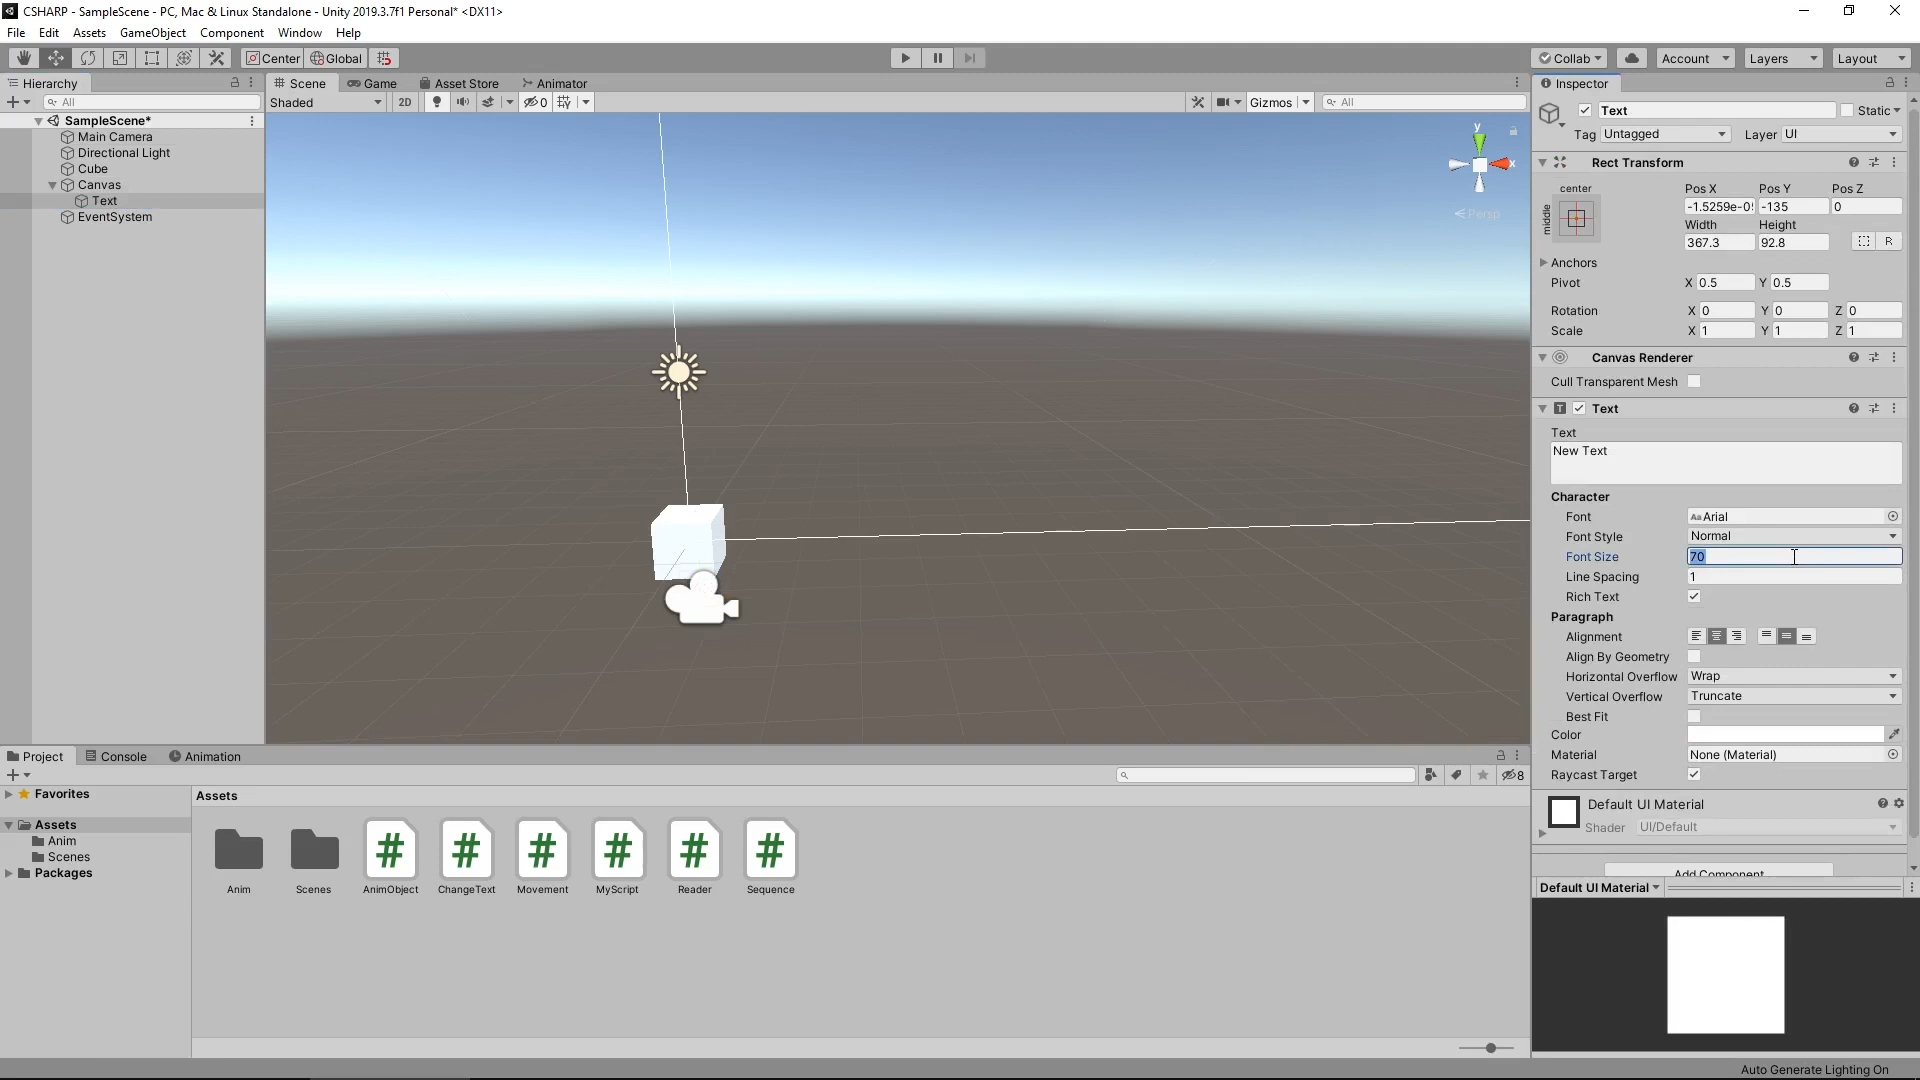 CSHARP - SampleScene - PC, Mac & Linux Standalone - Unity 2019.3.7f1 Personal* <DX11>
File Edit Assets GameObject Component Window Help
Center Global Collab Account Layers Layout
Hierarchy
All
SampleScene*
Main Camera
Directional Light
Cube
Canvas
Text
EventSystem
Scene Game Asset Store Animator
Shaded 2D 0 Gizmos All
y
x
Persp
Inspector
Text Static
Tag Untagged Layer UI
Rect Transform
center Pos X Pos Y Pos Z
middle -1.5259e-0 -135 0
Width Height
367.3 92.8 R
Anchors
Pivot X 0.5 Y 0.5
Rotation X 0 Y 0 Z 0
Scale X 1 Y 1 Z 1
Canvas Renderer
Cull Transparent Mesh
Text
Text
New Text
Character
Font Arial
Font Style Normal
Font Size 70
Line Spacing 1
Rich Text
Paragraph
Alignment
Align By Geometry
Horizontal Overflow Wrap
Vertical Overflow Truncate
Best Fit
Color
Material None (Material)
Raycast Target
Default UI Material
Shader UI/Default
Add Component
Default UI Material
Project Console Animation
8
Favorites
Assets
Anim
Scenes
Packages
Assets
Anim Scenes AnimObject ChangeText Movement MyScript Reader Sequence
Auto Generate Lighting On